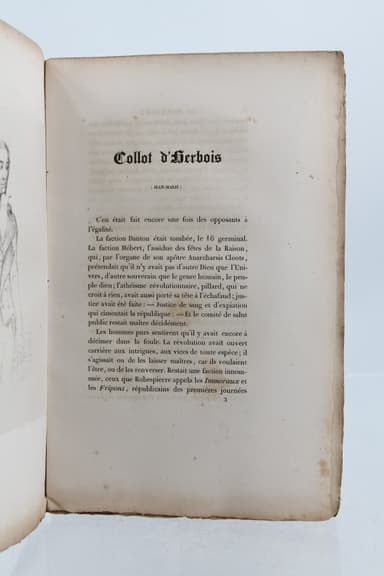 Collot d'Herbois
( JEAN-MARIE )
C'en était fait encore une fois des opposants à
l'égalité.
La faction Danton était tombée, le 16 germinal.
La faction Hébert, l'assidue des fêtes de la Raison,
qui, par l'organe de son apôtre Anarcharsis Cloots,
prétendait qu'il n'y avait pas d'autre Dieu que l'Uni-
vers, d'autre souverain que le genre humain, le peu-
ple dieu; l'athéisme révolutionnaire, pillard, qui ne
croit à rien, avait aussi porté sa tête à l'échafaud; jus-
tice avait été faite : — Justice de sang et d'expiation
qui cimentait la république : — Et le comité de salut
public restait maître décidément.
Les hommes purs sentirent qu'il y avait encore à
décimer dans la foule. La révolution avait ouvert
carrière aux intrigues, aux vices de toute espèce; il
s'agissait ou de les laisser maîtres, car ils voulaient
l'être, ou de les renverser. Restait une faction innom-
mée, ceux que Robespierre appela les Immoraux et
les Fripons, républicains des premières journées
3